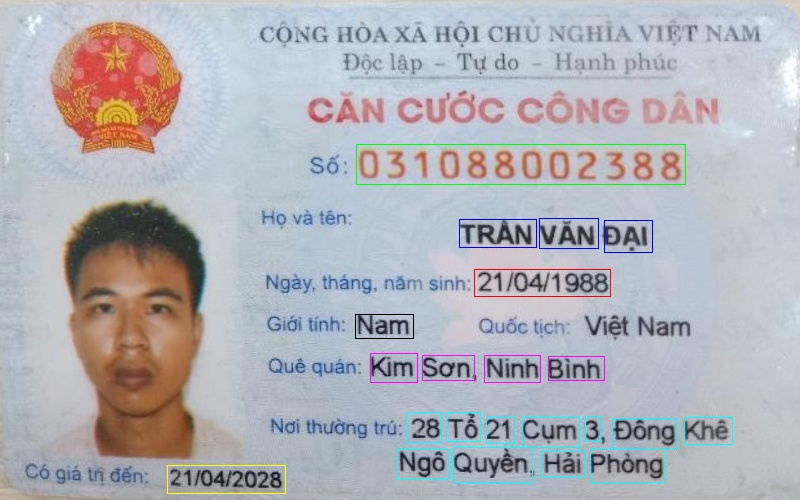 CỘNG HÒA XÃ HỘI CHỦ NGHĨA VIỆT NAM
Độc lập - Tự do - Hạnh phúc
CĂN CƯỚC CÔNG DÂN
Số: 031088002388
Họ và tên:
TRẦN VĂN ĐẠI
Ngày, tháng, năm sinh: 21/04/1988
Giới tính: Nam Quốc tịch: Việt Nam
Quê quán: Kim Sơn, Ninh Bình
Nơi thường trú: 28 Tổ 21 Cụm 3, Đông Khê
Ngô Quyền, Hải Phòng
Có giá trị đến: 21/04/2028
VIỆT NAM